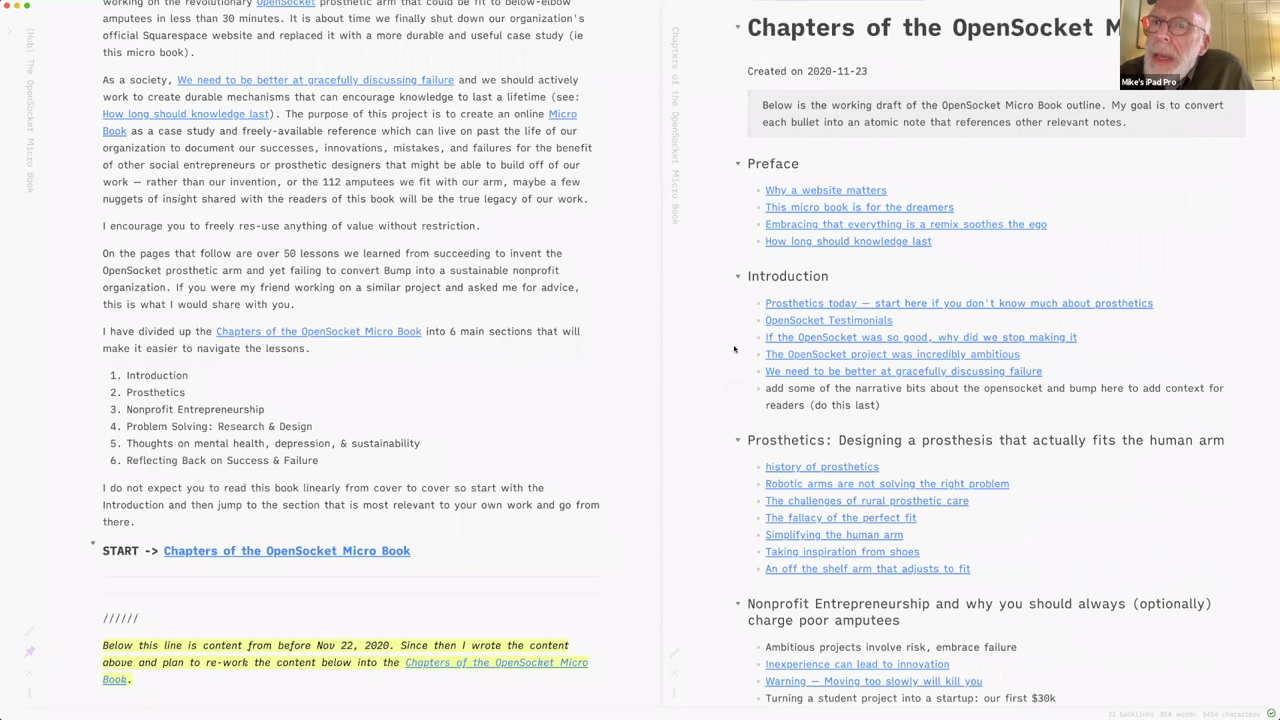 working on the revolutionary OpenSocket prosthetic arm that could be fit to below-elbow
amputees in less than 30 minutes. It is about time we finally shut down our organization's
official Squarespace website and replaced it with a more durable and useful case study (ie
this micro book).
As a society, We need to be better at gracefully discussing failure and we should actively
work to create durable mechanisms that can encourage knowledge to last a lifetime (see:
How long should knowledge last). The purpose of this project is to create an online Micro
Book as a case study and freely-available reference which can live on past the life of our
organization to document our successes, innovations, mistakes, and failures for the benefit
of other social entrepreneurs or prosthetic designers that might be able to build off of our
work — rather than our invention, or the 112 amputees we fit with our arm, maybe a few
nuggets of insight shared with the readers of this book will be the true legacy of our work.
I encourage you to freely res-use anything of value without restriction.
On the pages that follow are over 50 lessons we learned from succeeding to invent the
OpenSocket prosthetic arm and yet failing to convert Bump into a sustainable nonprofit
organization. If you were my friend working on a similar project and asked me for advice,
this is what I would share with you.
I have divided up the Chapters of the OpenSocket Micro Book into 6 main sections that will
make it easier to navigate the lessons.
1. Introduction
2. Prosthetics
3. Nonprofit Entrepreneurship
4. Problem Solving: Research & Design
5. Thoughts on mental health, depression, & sustainability
6. Reflecting Back on Success & Failure
I do not expect you to read this book linearly from cover to cover so start with the
Introduction and then jump to the section that is most relevant to your own work and go from
there.
START -> Chapters of the OpenSocket Micro Book
//////
Below this line is content from before Nov 22, 2020. Since then I wrote the content
above and plan to re-work the content below into the Chapters of the OpenSocket Micro
Book.
(Hub) The OpenSocket Micro Book
Chapters of the OpenSocket Micro Book
Chapters of the OpenSocket M
Created on 2020-11-23
Below is the working draft of the OpenSocket Micro Book outline. My goal is to convert
each bullet into an atomic note that references other relevant notes.
Preface
Why a website matters
This micro book is for the dreamers
Embracing that everything is a remix soothes the ego
How long should knowledge last
Introduction
Prosthetics today — start here if you don't know much about prosthetics
OpenSocket Testimonials
If the OpenSocket was so good, why did we stop making it
The OpenSocket project was incredibly ambitious
We need to be better at gracefully discussing failure
add some of the narrative bits about the opensocket and bump here to add context for
readers (do this last)
Prosthetics: Designing a prosthesis that actually fits the human arm
history of prosthetics
Robotic arms are not solving the right problem
The challenges of rural prosthetic care
The fallacy of the perfect fit
Simplifying the human arm
Taking inspiration from shoes
An off the shelf arm that adjusts to fit
Nonprofit Entrepreneurship and why you should always (optionally)
charge poor amputees
Ambitious projects involve risk, embrace failure
Inexperience can lead to innovation
Warning — Moving too slowly will kill you
Turning a student project into a startup: our first $30k
Mike's iPad Pro
33 backlinks 854 words 5414 characters